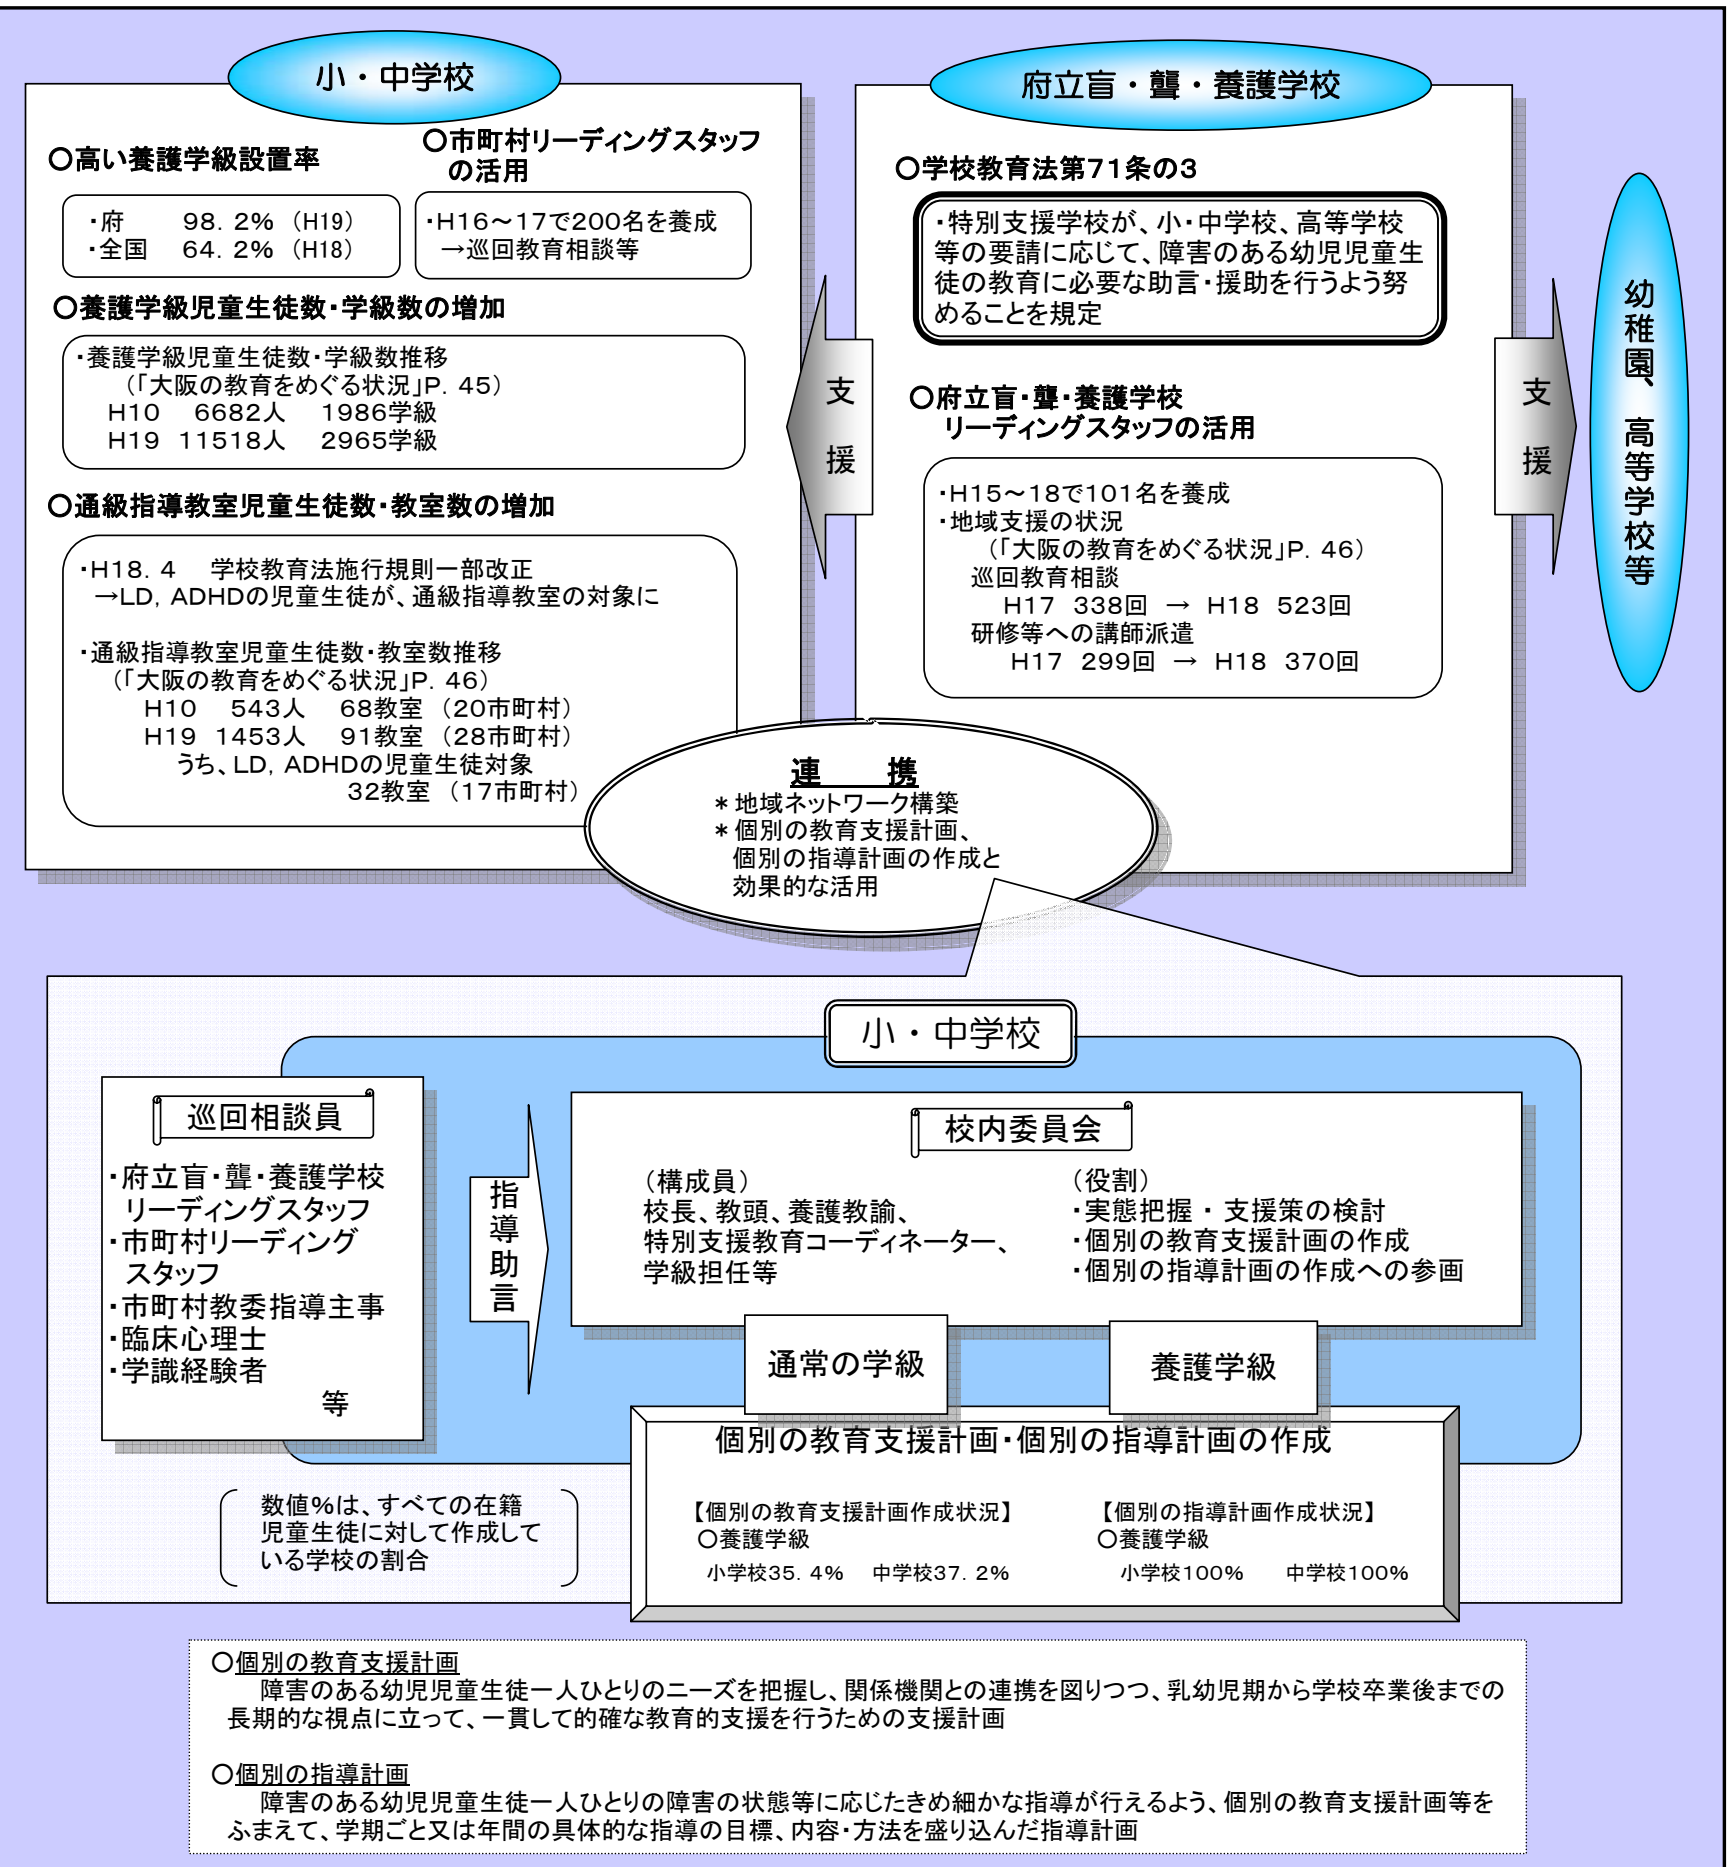 小・中学校
○高い養護学級設置率
・府　98．2%（H19）
・全国　64．2%（H18）
○市町村リーディングスタッフ
の活用
・H16～17で200名を養成
→巡回教育相談等
○養護学級児童生徒数・学級数の増加
・養護学級児童生徒数・学級数推移
（「大阪の教育をめぐる状況」P．45）
H10　6682人　1986学級
H19　11518人　2965学級
○通級指導教室児童生徒数・教室数の増加
・H18．4　学校教育法施行規則一部改正
→LD，ADHDの児童生徒が、通級指導教室の対象に
・通級指導教室児童生徒数・教室数推移
（「大阪の教育をめぐる状況」P．46）
H10　543人　68教室（20市町村）
H19　1453人　91教室（28市町村）
うち、LD，ADHDの児童生徒対象
32教室（17市町村）
支援
府立盲・聾・養護学校
○学校教育法第71条の3
・特別支援学校が、小・中学校、高等学校
等の要請に応じて、障害のある幼児児童生
徒の教育に必要な助言・援助を行うよう努
めることを規定
○府立盲・聾・養護学校
リーディングスタッフの活用
・H15～18で101名を養成
・地域支援の状況
（「大阪の教育をめぐる状況」P．46）
巡回教育相談
H17　338回　→　H18　523回
研修等への講師派遣
H17　299回　→　H18　370回
支援
幼稚園、高等学校等
連　携
＊地域ネットワーク構築
＊個別の教育支援計画、
個別の指導計画の作成と
効果的な活用
小・中学校
巡回相談員
・府立盲・聾・養護学校
リーディングスタッフ
・市町村リーディング
スタッフ
・市町村教委指導主事
・臨床心理士
・学識経験者
等
指導助言
校内委員会
（構成員）
校長、教頭、養護教諭、
特別支援教育コーディネーター、
学級担任等
（役割）
・実態把握・支援策の検討
・個別の教育支援計画の作成
・個別の指導計画の作成への参画
通常の学級
養護学級
個別の教育支援計画・個別の指導計画の作成
【個別の教育支援計画作成状況】
○養護学級
小学校35．4%　中学校37．2%
【個別の指導計画作成状況】
○養護学級
小学校100%　中学校100%
数値%は、すべての在籍
児童生徒に対して作成して
いる学校の割合
○個別の教育支援計画
障害のある幼児児童生徒一人ひとりのニーズを把握し、関係機関との連携を図りつつ、乳幼児期から学校卒業後までの
長期的な視点に立って、一貫して的確な教育的支援を行うための支援計画
○個別の指導計画
障害のある幼児児童生徒一人ひとりの障害の状態等に応じたきめ細かな指導が行えるよう、個別の教育支援計画等を
ふまえて、学期ごと又は年間の具体的な指導の目標、内容・方法を盛り込んだ指導計画